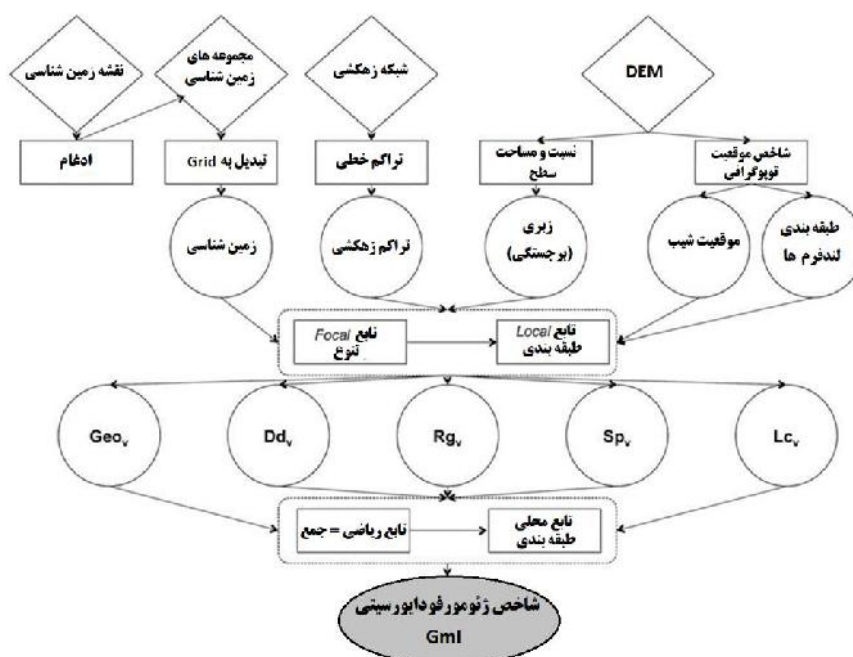 نقشه زمین شناسی
مجموعه های
زمین شناسی
شبکه زهکشی
DEM
ادغام
تبدیل به Grid
تراکم خطی
نسبت و مساحت
سطح
شاخص موقعیت
توپوگرافی
زمین شناسی
تراکم زهکشی
زبری
(برجستگی)
موقعیت شیب
طبقه بندی
لندفرم ها
تابع Focal
تنوع
تابع Local
طبقه بندی
Geov
Ddv
Rgv
Spv
Lcv
تابع ریاضی = جمع
تابع محلی
طبقه بندی
شاخص ژئومورفودایورسیتی
GmI